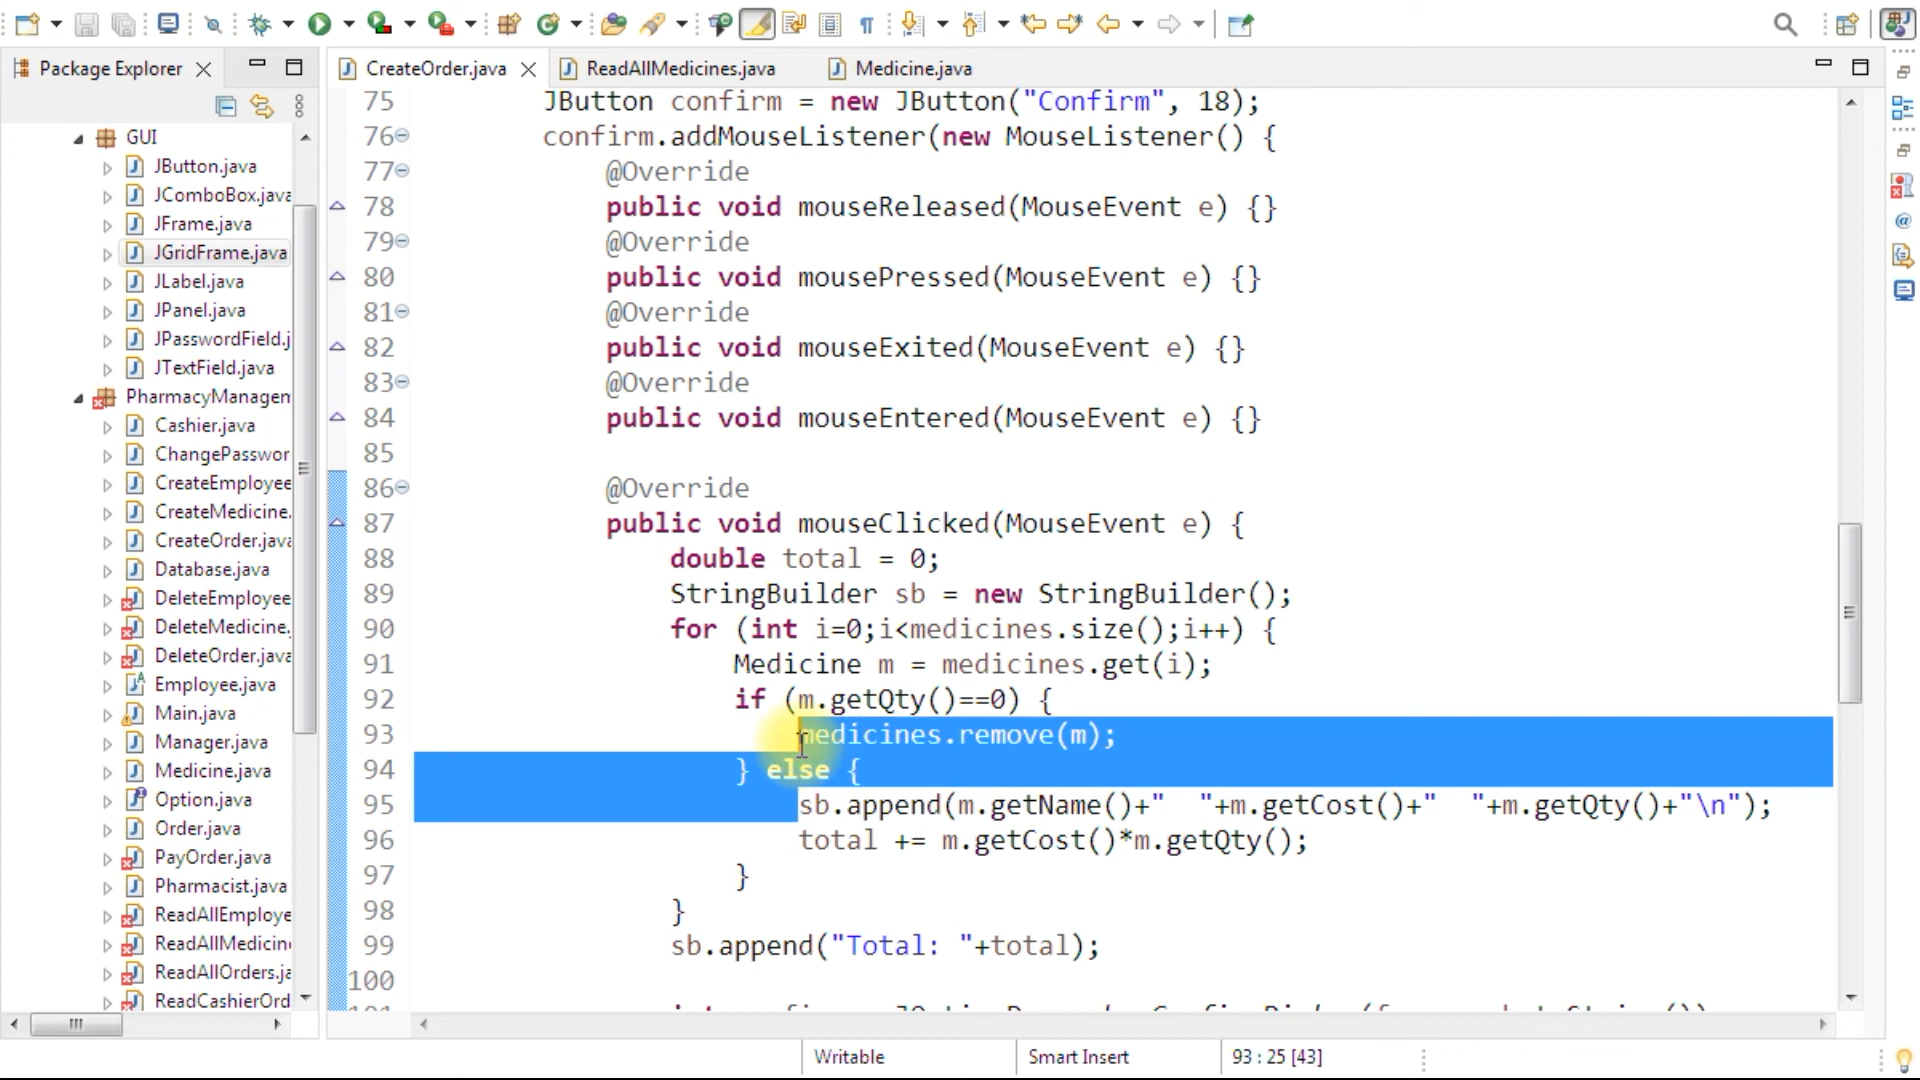 Package Explorer
CreateOrder.java
ReadAllMedicines.java
Medicine.java
GUI
JButton.java
JComboBox.java
JFrame.java
JGridFrame.java
JLabel.java
JPanel.java
JPasswordField.j
JTextField.java
PharmacyManagem
Cashier.java
ChangePasswor
CreateEmployee
CreateMedicine.
CreateOrder.java
Database.java
DeleteEmployee
DeleteMedicine.
DeleteOrder.java
Employee.java
Main.java
Manager.java
Medicine.java
Option.java
Order.java
PayOrder.java
Pharmacist.java
ReadAllEmploye
ReadAllMedicin
ReadAllOrders.ja
ReadCashierOrd
75 JButton confirm = new JButton("Confirm", 18);
76 confirm.addMouseListener(new MouseListener() {
77 @Override
78 public void mouseReleased(MouseEvent e) {}
79 @Override
80 public void mousePressed(MouseEvent e) {}
81 @Override
82 public void mouseExited(MouseEvent e) {}
83 @Override
84 public void mouseEntered(MouseEvent e) {}
85
86 @Override
87 public void mouseClicked(MouseEvent e) {
88 double total = 0;
89 StringBuilder sb = new StringBuilder();
90 for (int i=0;i<medicines.size();i++) {
91 Medicine m = medicines.get(i);
92 if (m.getQty()==0) {
93 medicines.remove(m);
94 } else {
95 sb.append(m.getName()+"  "+m.getCost()+"  "+m.getQty()+"\n");
96 total += m.getCost()*m.getQty();
97 }
98 }
99 sb.append("Total: "+total);
100
Writable
Smart Insert
93 : 25 [43]